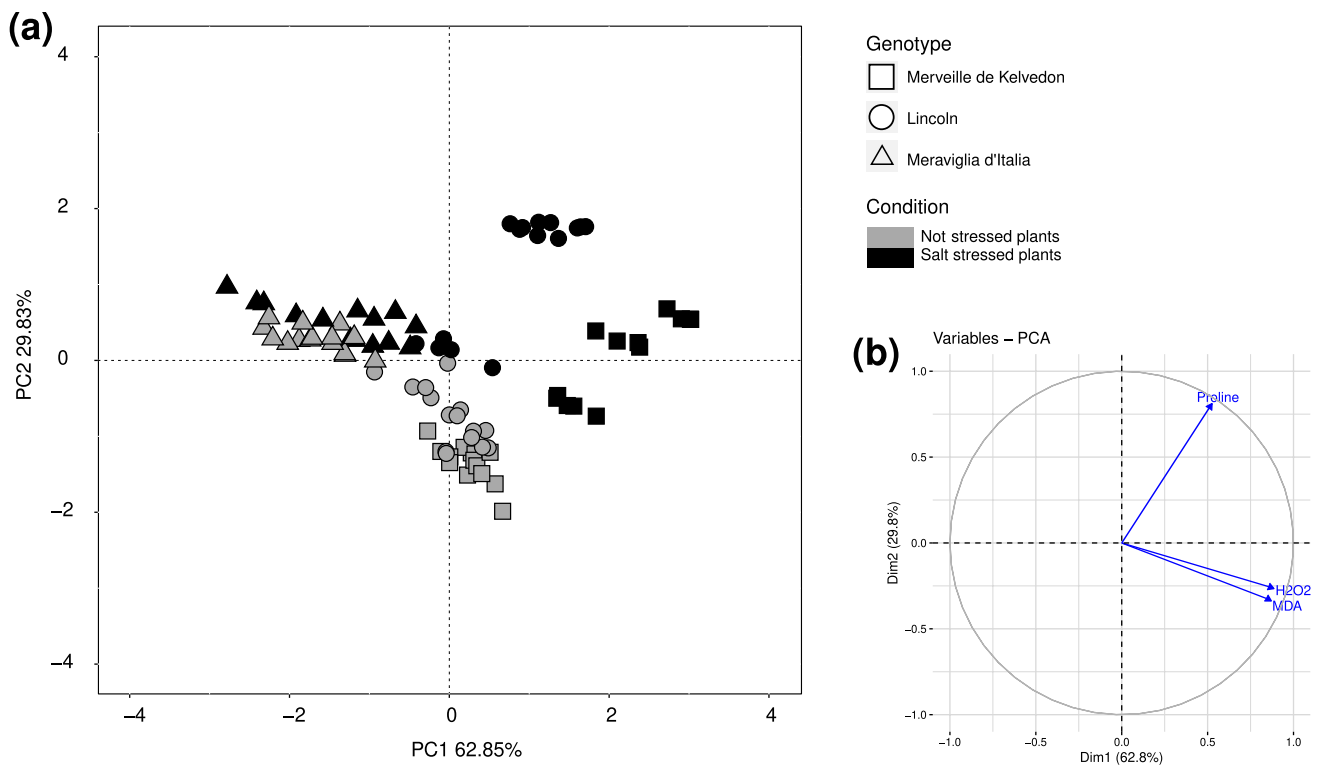 (a)
4
2
0
−2
−4
PC2 29.83%
−4
−2
0
2
4
PC1 62.85%
Genotype
Merveille de Kelvedon
Lincoln
Meraviglia d'Italia
Condition
Not stressed plants
Salt stressed plants
(b)
Variables − PCA
1.0
0.5
0.0
−0.5
−1.0
Dim2 (29.8%)
Proline
H2O2
MDA
−1.0
−0.5
0.0
0.5
1.0
Dim1 (62.8%)